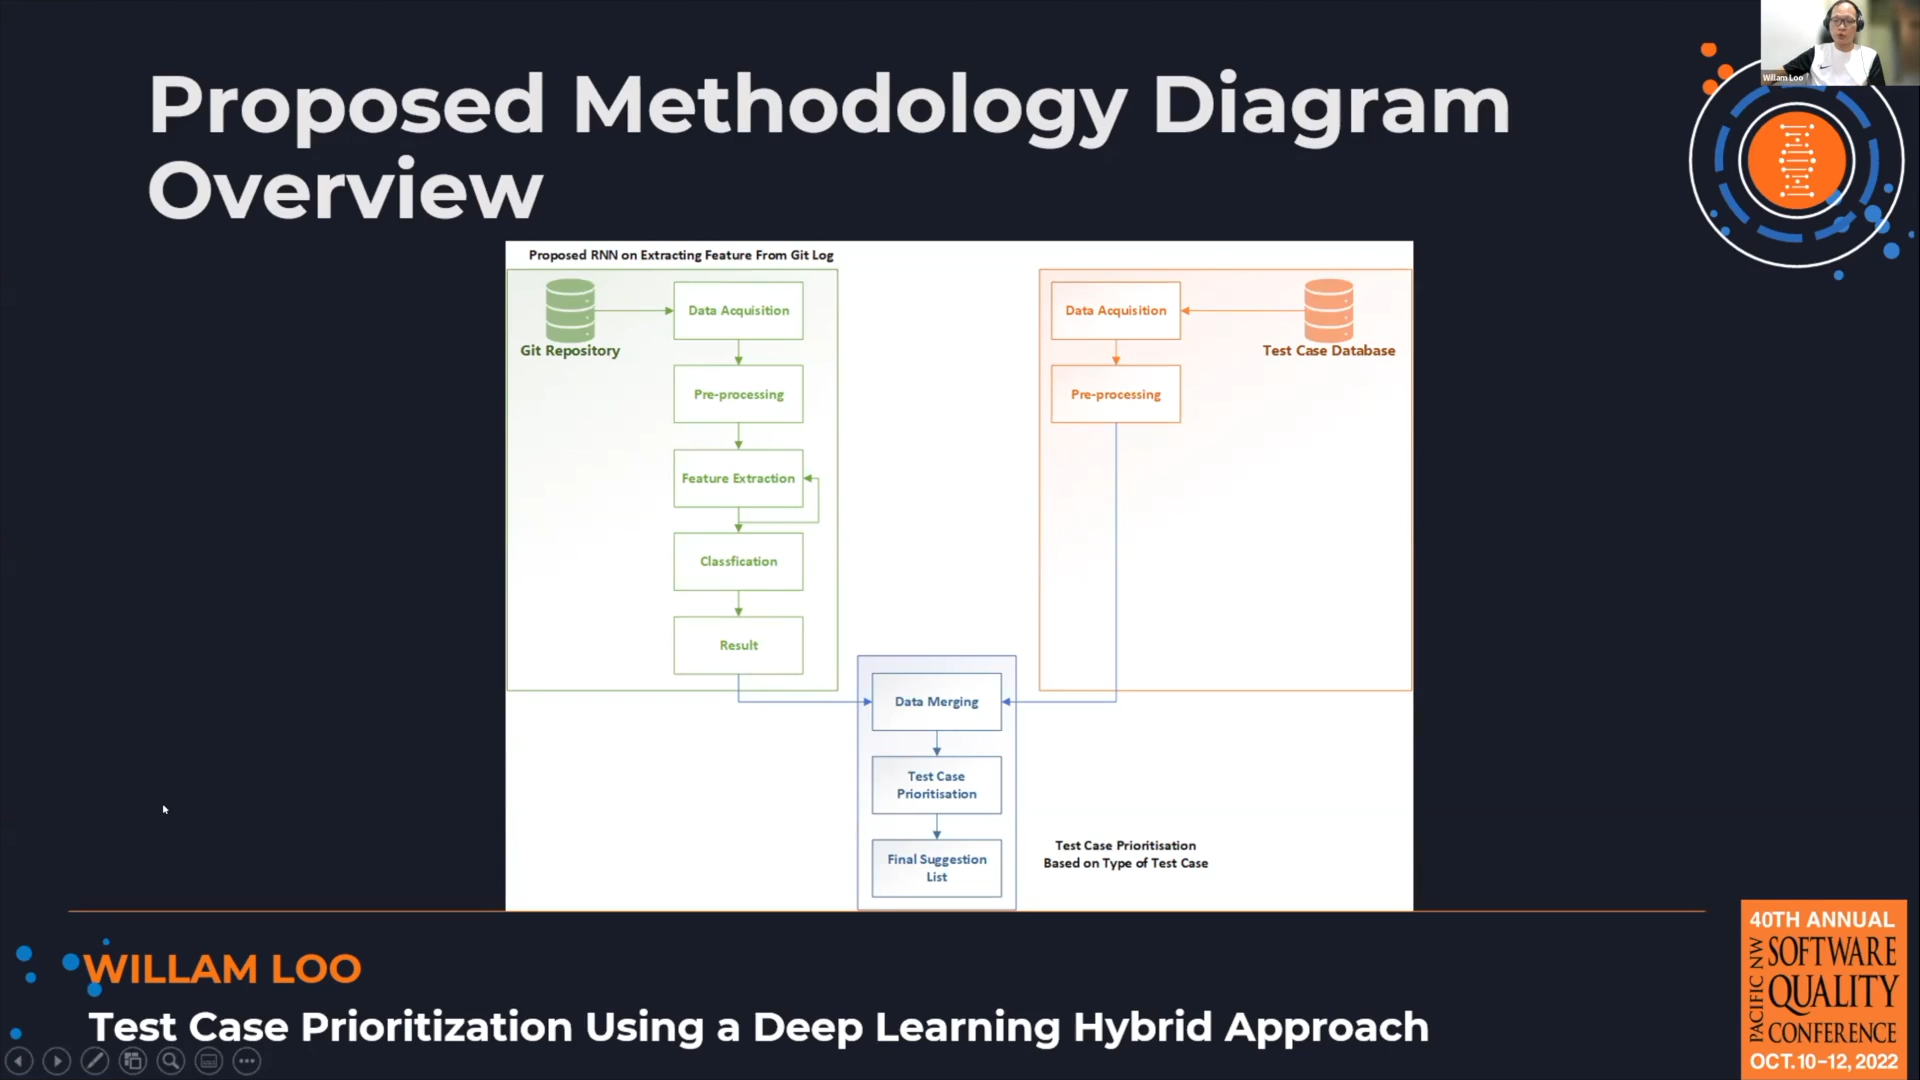 Willam Loo
Proposed Methodology Diagram
Overview
Proposed RNN on Extracting Feature From Git Log
Git Repository
Data Acquisition
Pre-processing
Feature Extraction
Classfication
Result
Data Acquisition
Test Case Database
Pre-processing
Data Merging
Test Case
Prioritisation
Final Suggestion
List
Test Case Prioritisation
Based on Type of Test Case
WILLAM LOO
Test Case Prioritization Using a Deep Learning Hybrid Approach
40TH ANNUAL
PACIFIC NW
SOFTWARE
QUALITY
CONFERENCE
OCT. 10-12, 2022